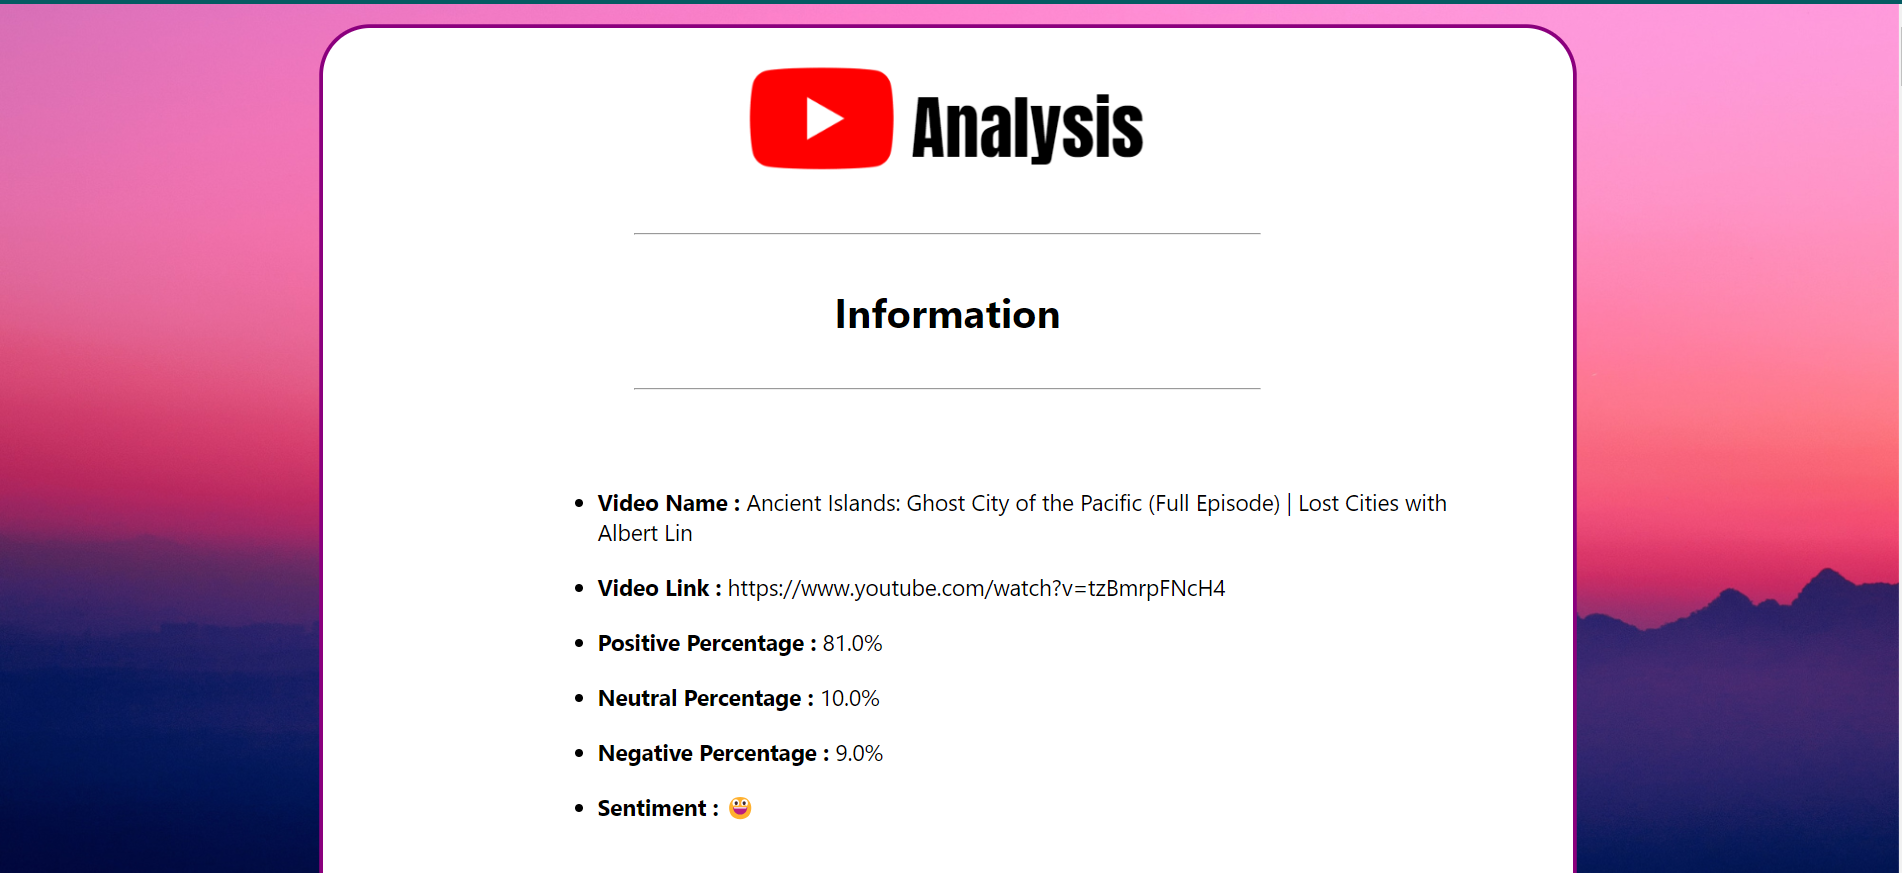 Analysis
Information
Video Name : Ancient Islands: Ghost City of the Pacific (Full Episode) | Lost Cities with
Albert Lin
Video Link : https://www.youtube.com/watch?v=tzBmrpFNcH4
Positive Percentage : 81.0%
Neutral Percentage : 10.0%
Negative Percentage : 9.0%
Sentiment : 😀